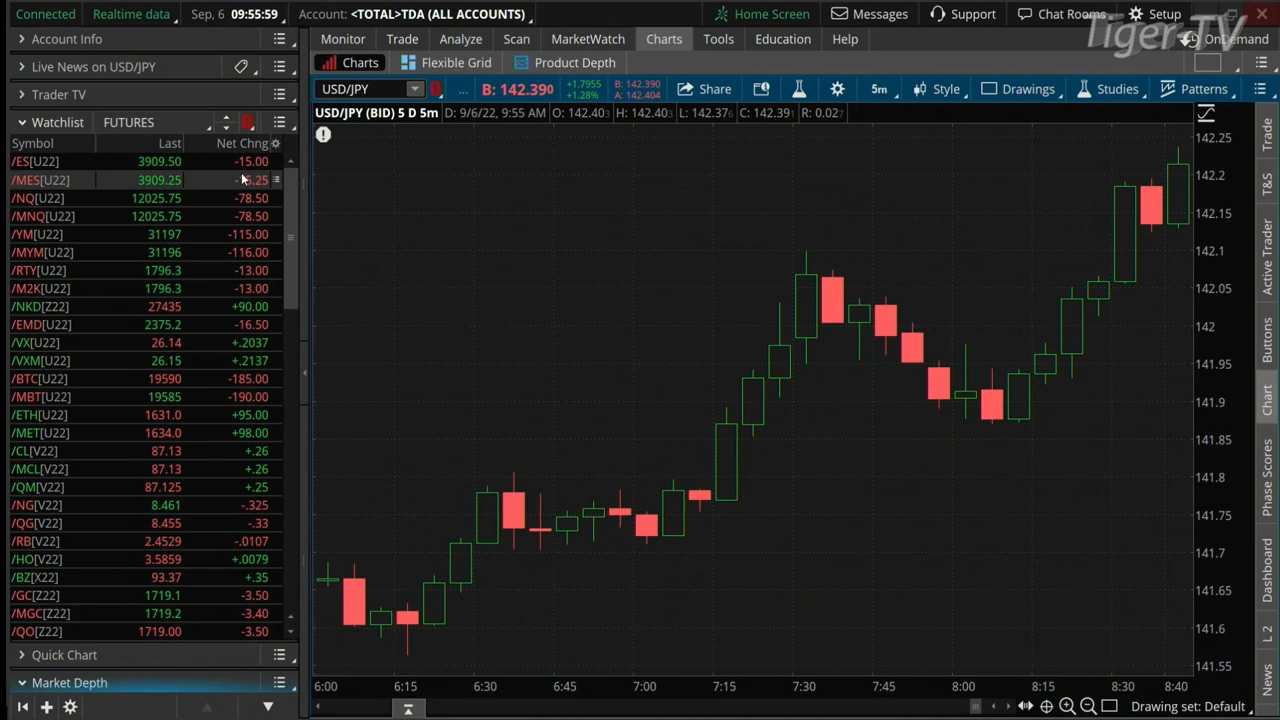 Connected Realtime data Sep, 6 09:55:59 Account: <TOTAL>TDA (ALL ACCOUNTS) Home Screen Messages Support Chat Rooms Setup
Tiger-TV
Account Info Monitor Trade Analyze Scan MarketWatch Charts Tools Education Help OnDemand
Live News on USD/JPY Charts Flexible Grid Product Depth
Trader TV USD/JPY B: 142.390 +1.7955 +1.28% B: 142.390 A: 142.404 Share 5m Style Drawings Studies Patterns
Watchlist FUTURES USD/JPY (BID) 5 D 5m D: 9/6/22, 9:55 AM O: 142.403 H: 142.403 L: 142.376 C: 142.391 R: 0.027
Symbol Last Net Chng
/ES[U22] 3909.50 -15.00
/MES[U22] 3909.25
/NQ[U22] 12025.75 -78.50
/MNQ[U22] 12025.75 -78.50
/YM[U22] 31197 -115.00
/MYM[U22] 31196 -116.00
/RTY[U22] 1796.3 -13.00
/M2K[U22] 1796.3 -13.00
/NKD[Z22] 27435 +90.00
/EMD[U22] 2375.2 -16.50
/VX[U22] 26.14 +.2037
/VXM[U22] 26.15 +.2137
/BTC[U22] 19590 -185.00
/MBT[U22] 19585 -190.00
/ETH[U22] 1631.0 +95.00
/MET[U22] 1634.0 +98.00
/CL[V22] 87.13 +.26
/MCL[V22] 87.13 +.26
/QM[V22] 87.125 +.25
/NG[V22] 8.461 -.325
/QG[V22] 8.455 -.33
/RB[V22] 2.4529 -.0107
/HO[V22] 3.5859 +.0079
/BZ[X22] 93.37 +.35
/GC[Z22] 1719.1 -3.50
/MGC[Z22] 1719.2 -3.40
/QO[Z22] 1719.00 -3.50
Quick Chart
Market Depth
142.25
142.2
142.15
142.1
142.05
142
141.95
141.9
141.85
141.8
141.75
141.7
141.65
141.6
141.55
6:00 6:15 6:30 6:45 7:00 7:15 7:30 7:45 8:00 8:15 8:30 8:40
Drawing set: Default
Trade
T&S
Active Trader
Buttons
Chart
Phase Scores
Dashboard
L 2
News